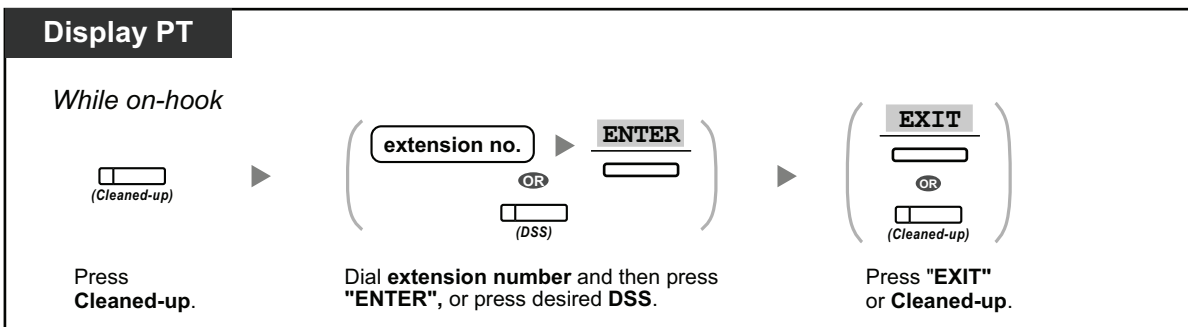 Display PT
While on-hook
(Cleaned-up)
Press
Cleaned-up.
extension no.
ENTER
OR
(DSS)
Dial extension number and then press
"ENTER", or press desired DSS.
EXIT
OR
(Cleaned-up)
Press "EXIT"
or Cleaned-up.